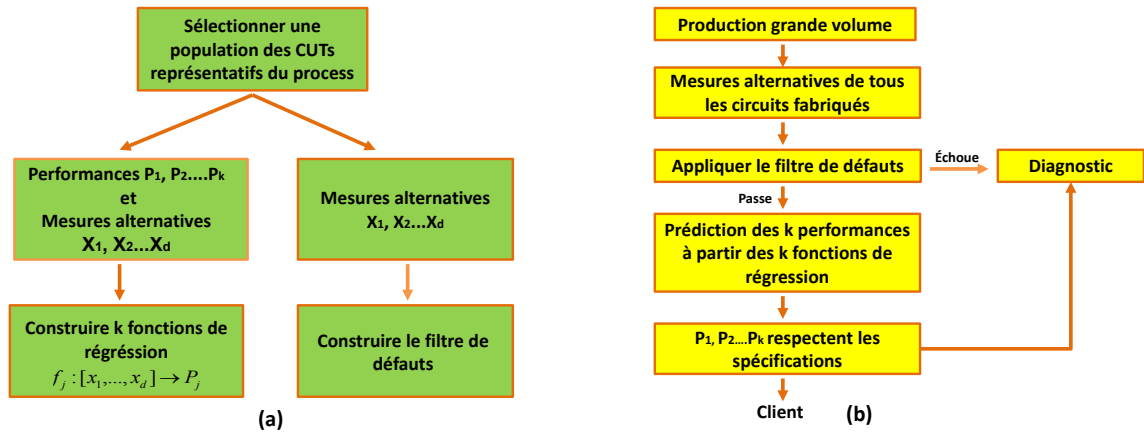 Sélectionner une
population des CUTs
représentatifs du process
Performances P1, P2....Pk
et
Mesures alternatives
X1, X2...Xd
Mesures alternatives
X1, X2...Xd
Construire k fonctions de
régréssion
f_j : [x1,...,xd] → Pj
Construire le filtre de
défauts
(a)
Production grande volume
Mesures alternatives de tous
les circuits fabriqués
Appliquer le filtre de défauts
Échoue
Diagnostic
Passe
Prédiction des k performances
à partir des k fonctions de
régression
P1, P2....Pk respectent les
spécifications
Client
(b)